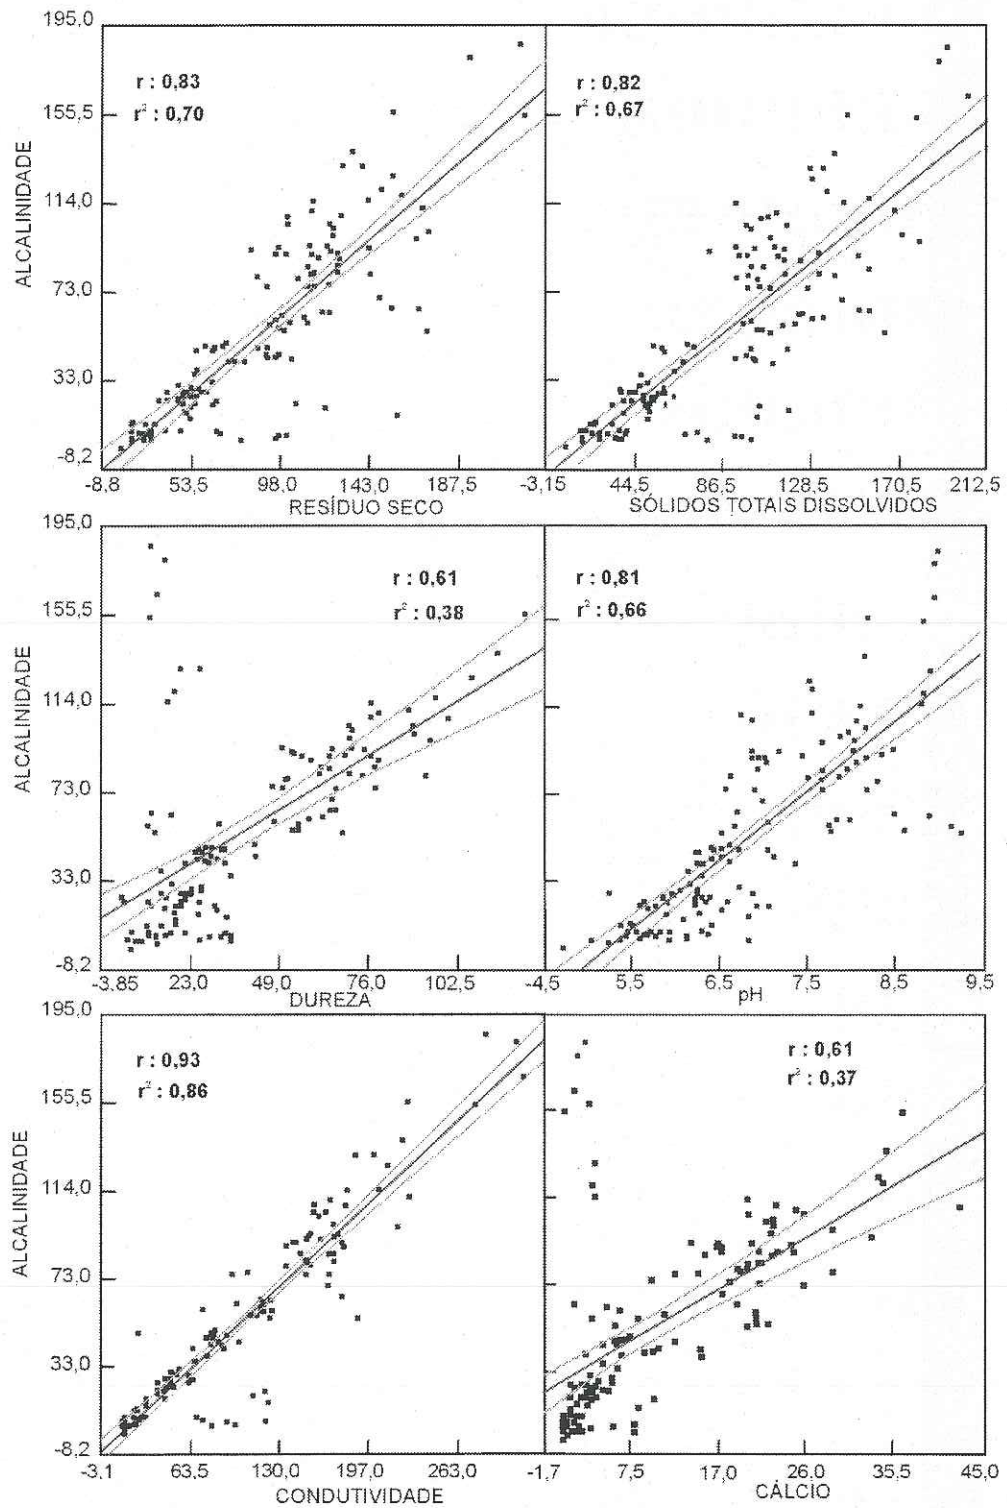 195,0
r : 0,83
r² : 0,70
r : 0,82
r² : 0,67
155,5
114,0
73,0
33,0
-8,2
ALCALINIDADE
-8,8 53,5 98,0 143,0 187,5 -3,15 44,5 86,5 128,5 170,5 212,5
RESÍDUO SECO SÓLIDOS TOTAIS DISSOLVIDOS
195,0
r : 0,61
r² : 0,38
r : 0,81
r² : 0,66
155,5
114,0
73,0
33,0
-8,2
ALCALINIDADE
-3,85 23,0 49,0 76,0 102,5 -4,5 5,5 6,5 7,5 8,5 9,5
DUREZA pH
195,0
r : 0,93
r² : 0,86
r : 0,61
r² : 0,37
155,5
114,0
73,0
33,0
-8,2
ALCALINIDADE
-3,1 63,5 130,0 197,0 263,0 -1,7 7,5 17,0 26,0 35,5 45,0
CONDUTIVIDADE CÁLCIO